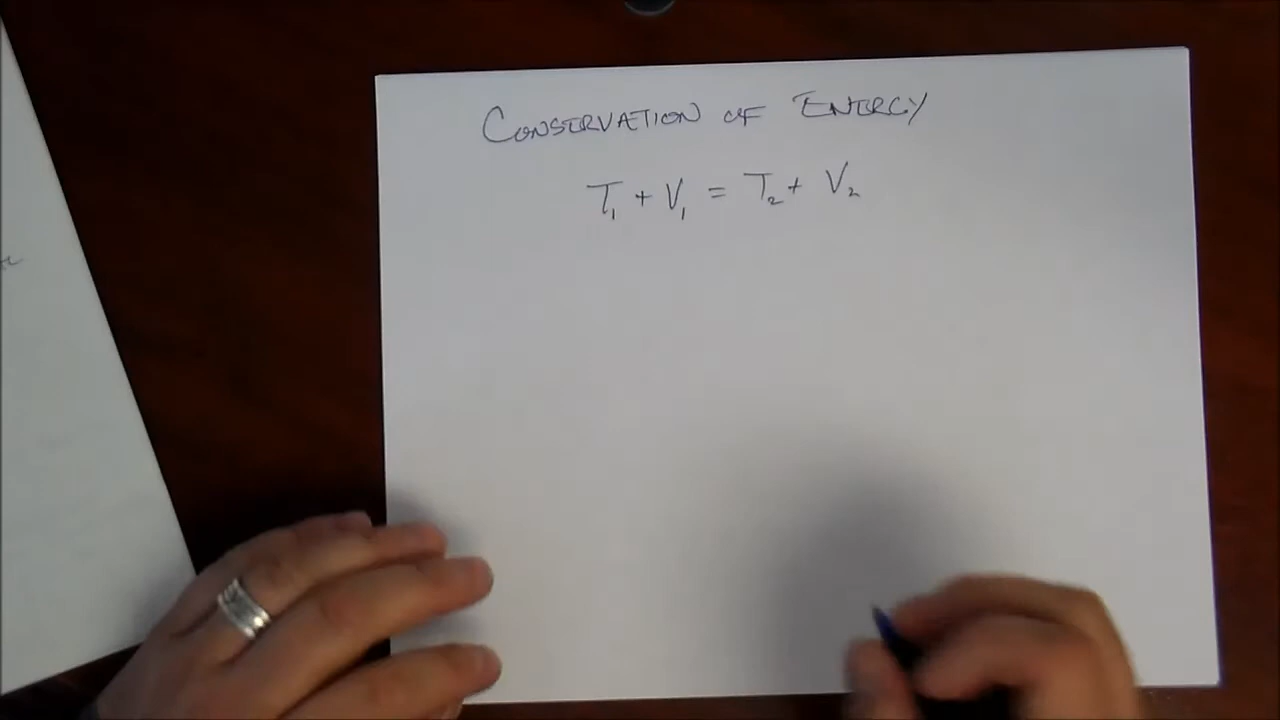 CONSERVATION OF ENERGY
T₁ + V₁ = T₂ + V₂